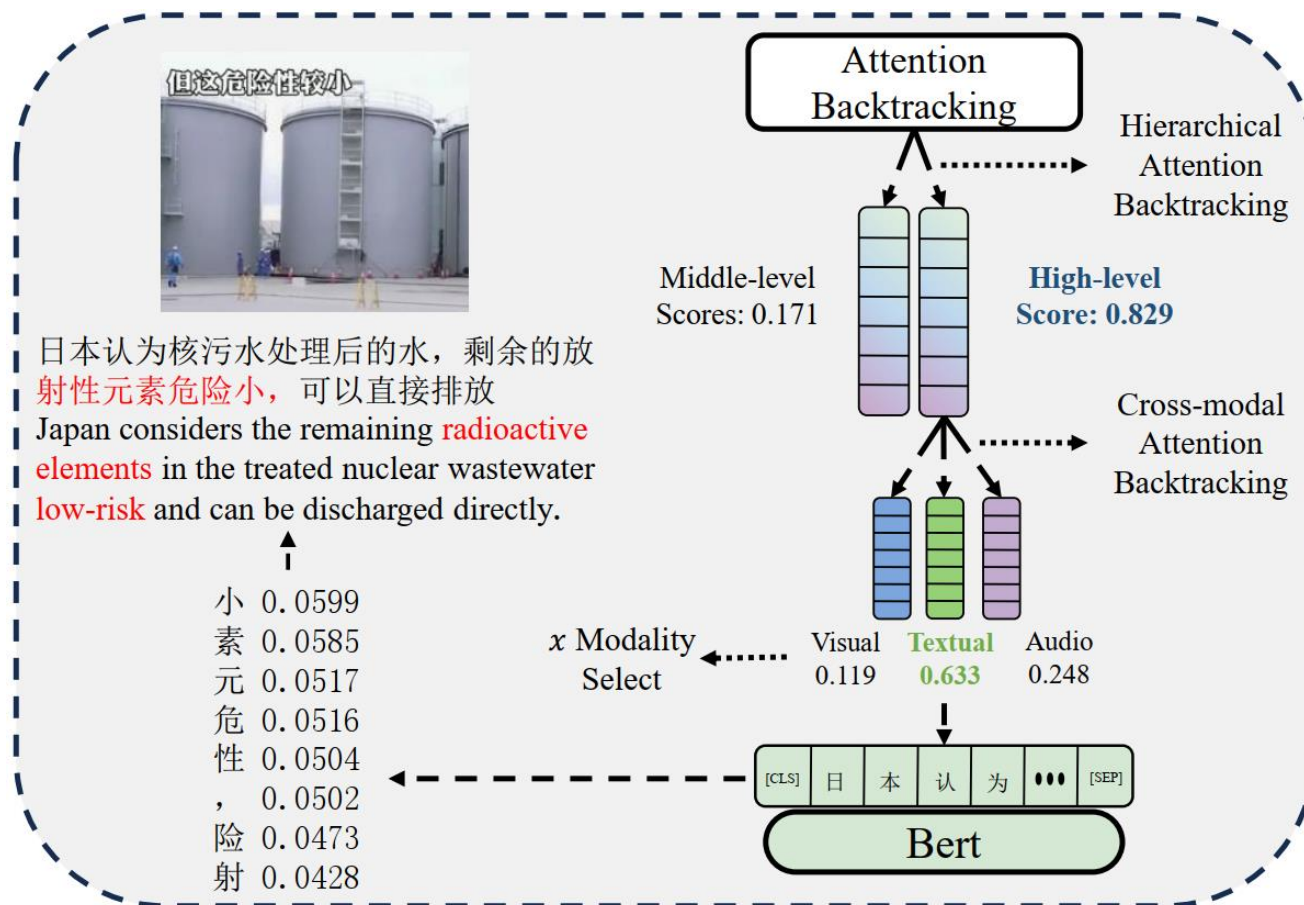 但这危险性较小
日本认为核污水处理后的水，剩余的放
射性元素危险小，可以直接排放
Japan considers the remaining radioactive
elements in the treated nuclear wastewater
low-risk and can be discharged directly.
小 0.0599
素 0.0585
元 0.0517
危 0.0516
性 0.0504
， 0.0502
险 0.0473
射 0.0428
Attention
Backtracking
Hierarchical
Attention
Backtracking
Middle-level
Scores: 0.171
High-level
Score: 0.829
Cross-modal
Attention
Backtracking
x Modality
Select
Visual
0.119
Textual
0.633
Audio
0.248
[CLS] 日 本 认 为 ••• [SEP]
Bert